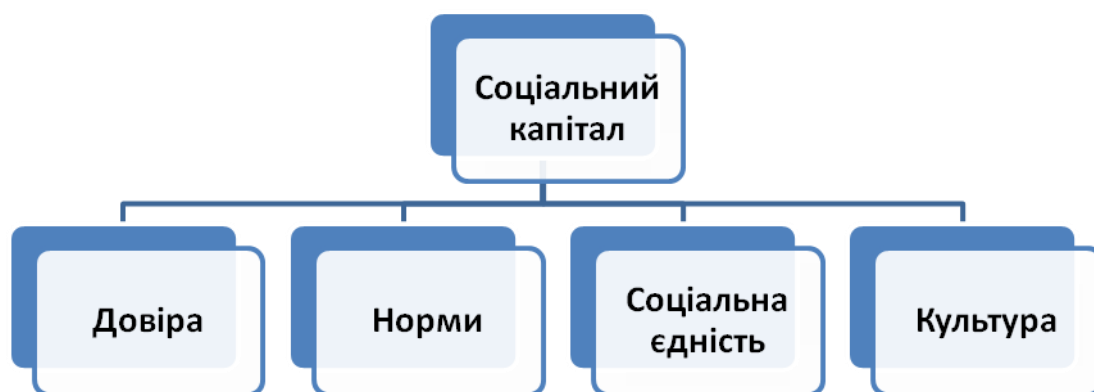 Соціальний
капітал
Довіра
Норми
Соціальна
єдність
Культура